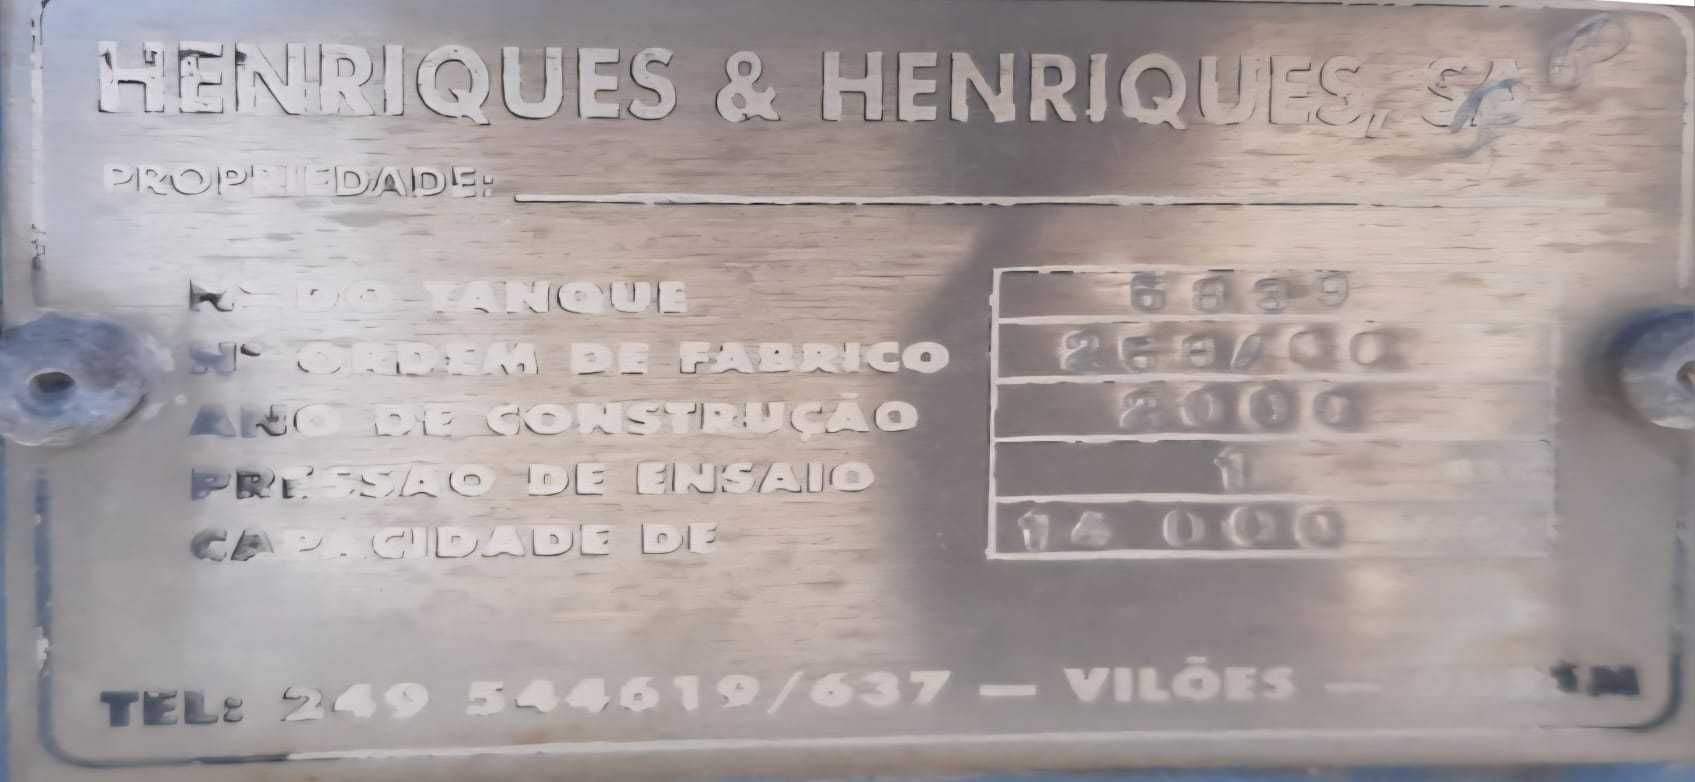 HENRIQUES & HENRIQUES, SA
PROPRIEDADE:
Nº DO TANQUE
Nº ORDEM DE FABRICO
ANO DE CONSTRUÇÃO 2000
PRESSÃO DE ENSAIO 1
CAPACIDADE DE 14 000
TEL: 249 544619/637 — VILÕES —